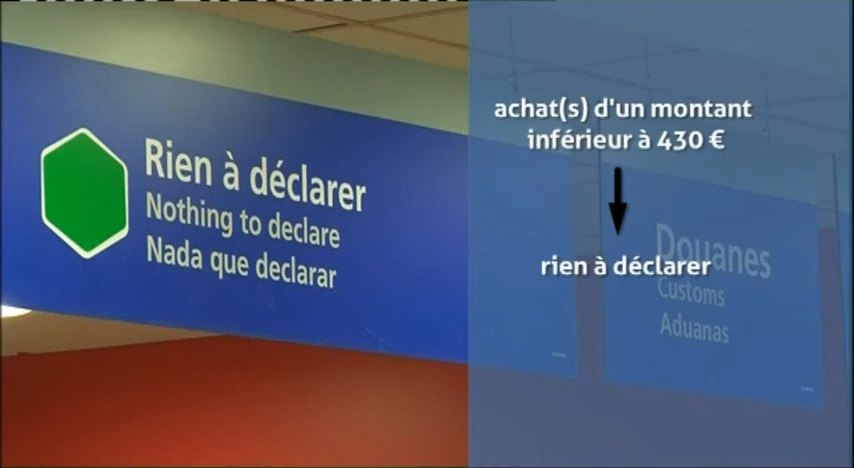 Rien à déclarer
Nothing to declare
Nada que declarar
achat(s) d'un montant
inférieur à 430 €
rien à déclarer
Douanes
Customs
Aduanas